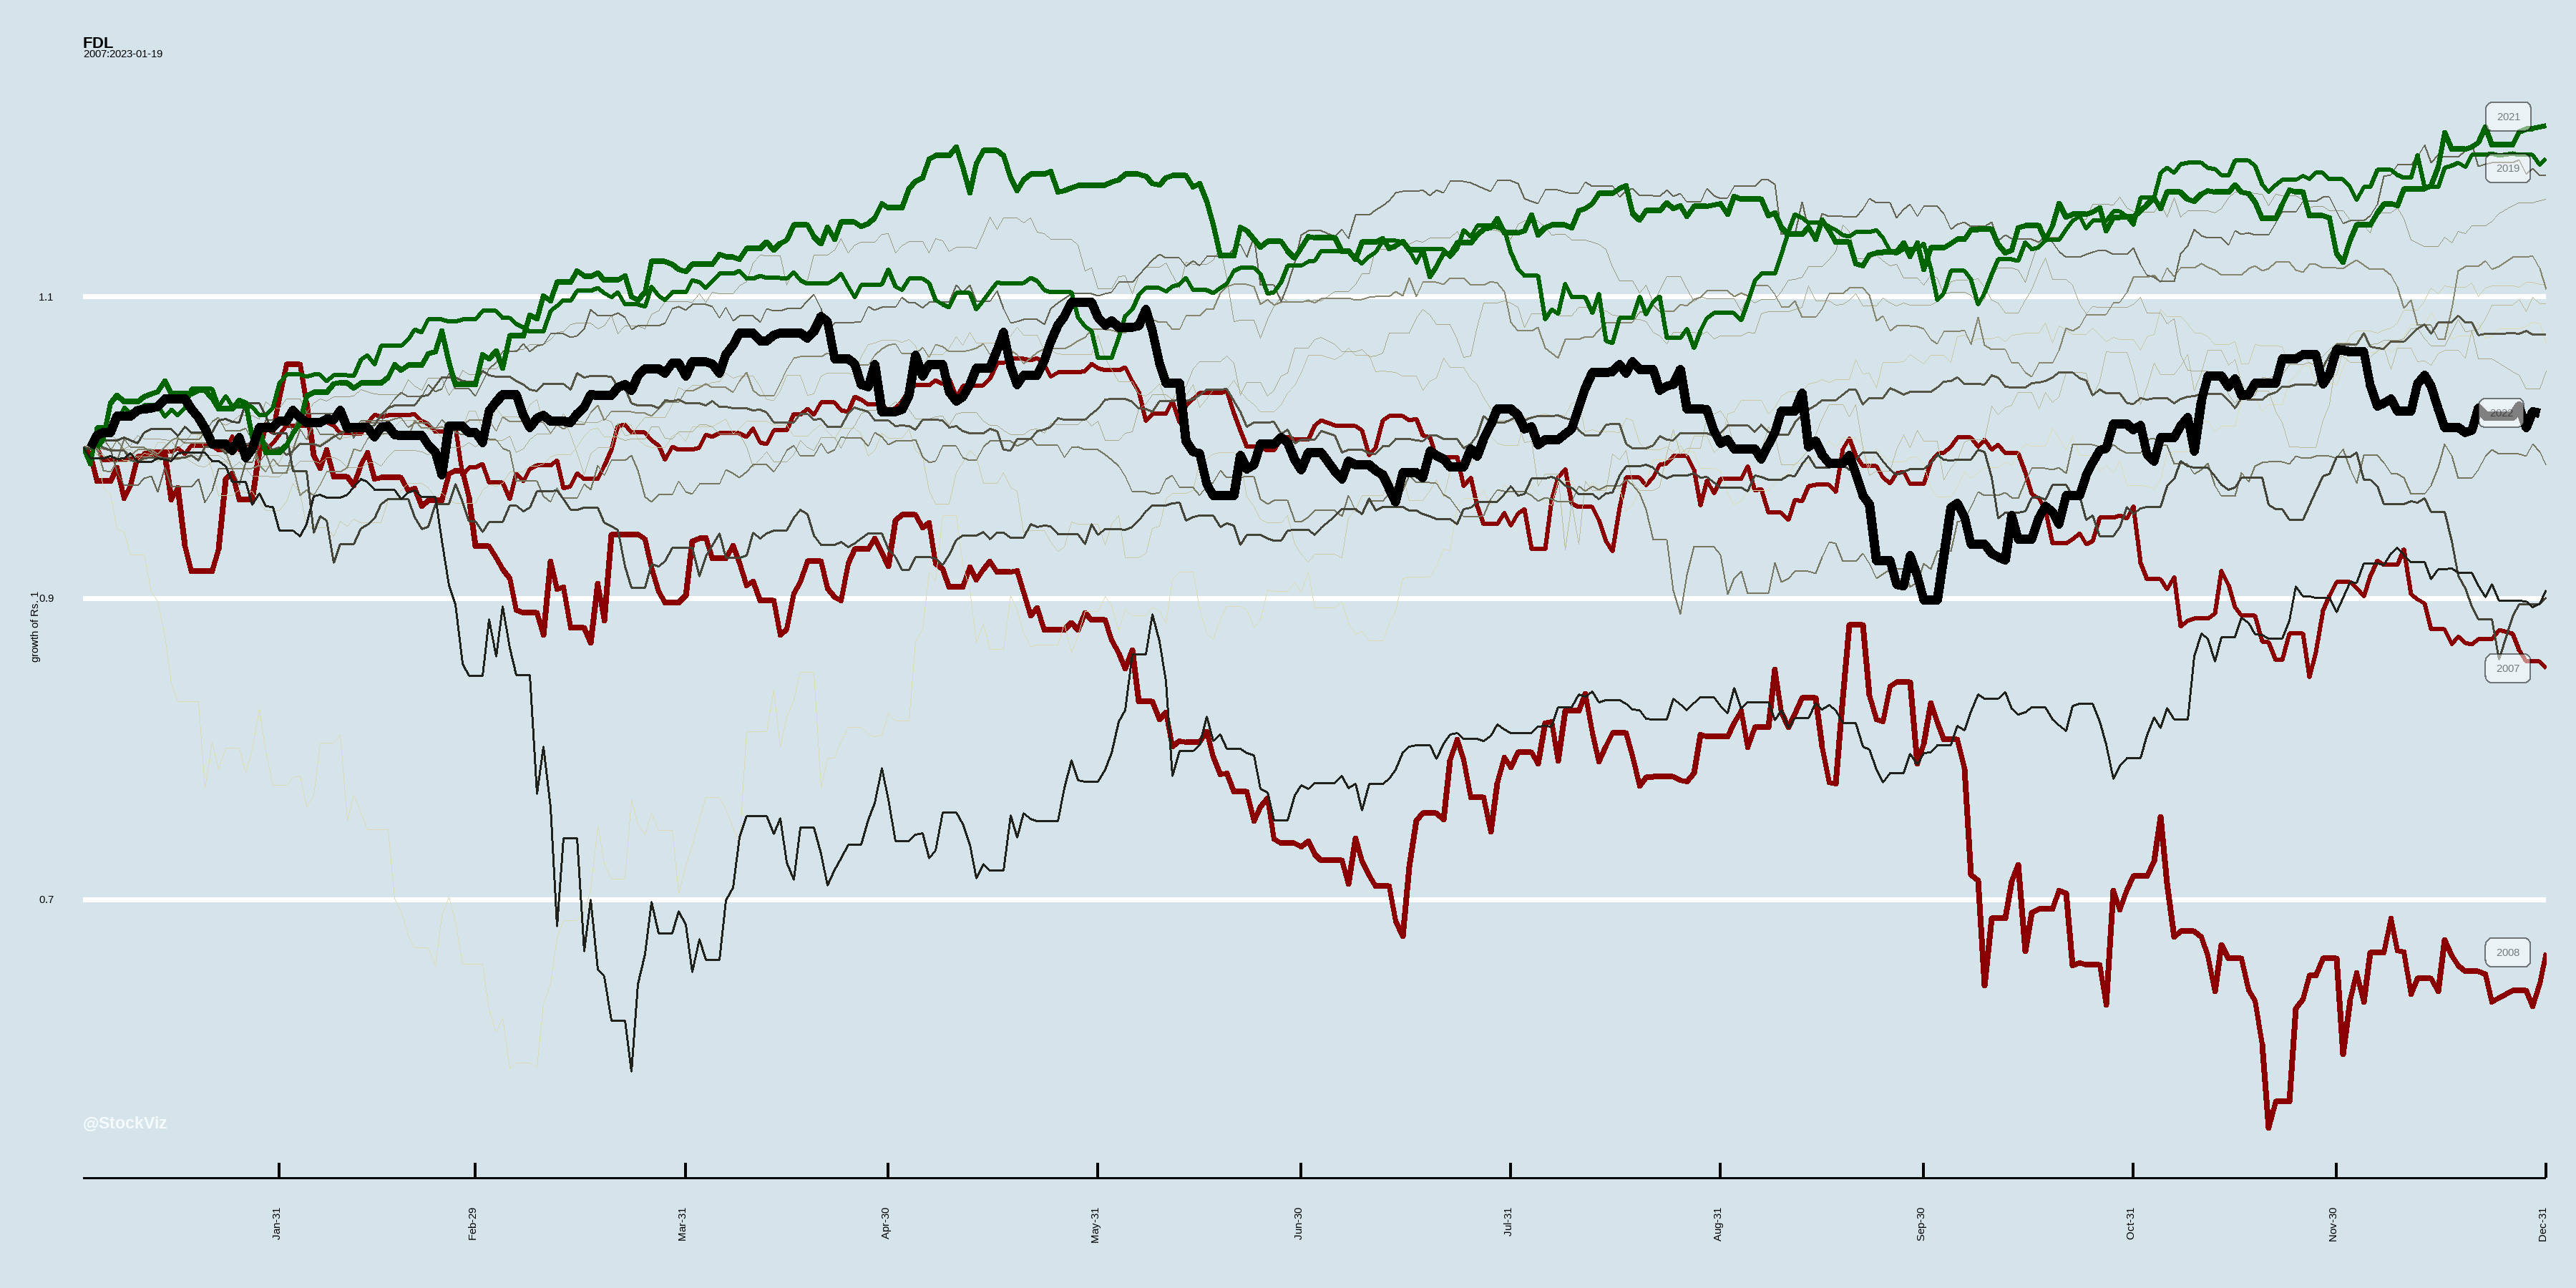 FDL
2007:2023-01-19
2021
2019
1.1
2022
growth of Rs. 1
0.9
2007
0.7
2008
@StockViz
Jan-31
Feb-29
Mar-31
Apr-30
May-31
Jun-30
Jul-31
Aug-31
Sep-30
Oct-31
Nov-30
Dec-31